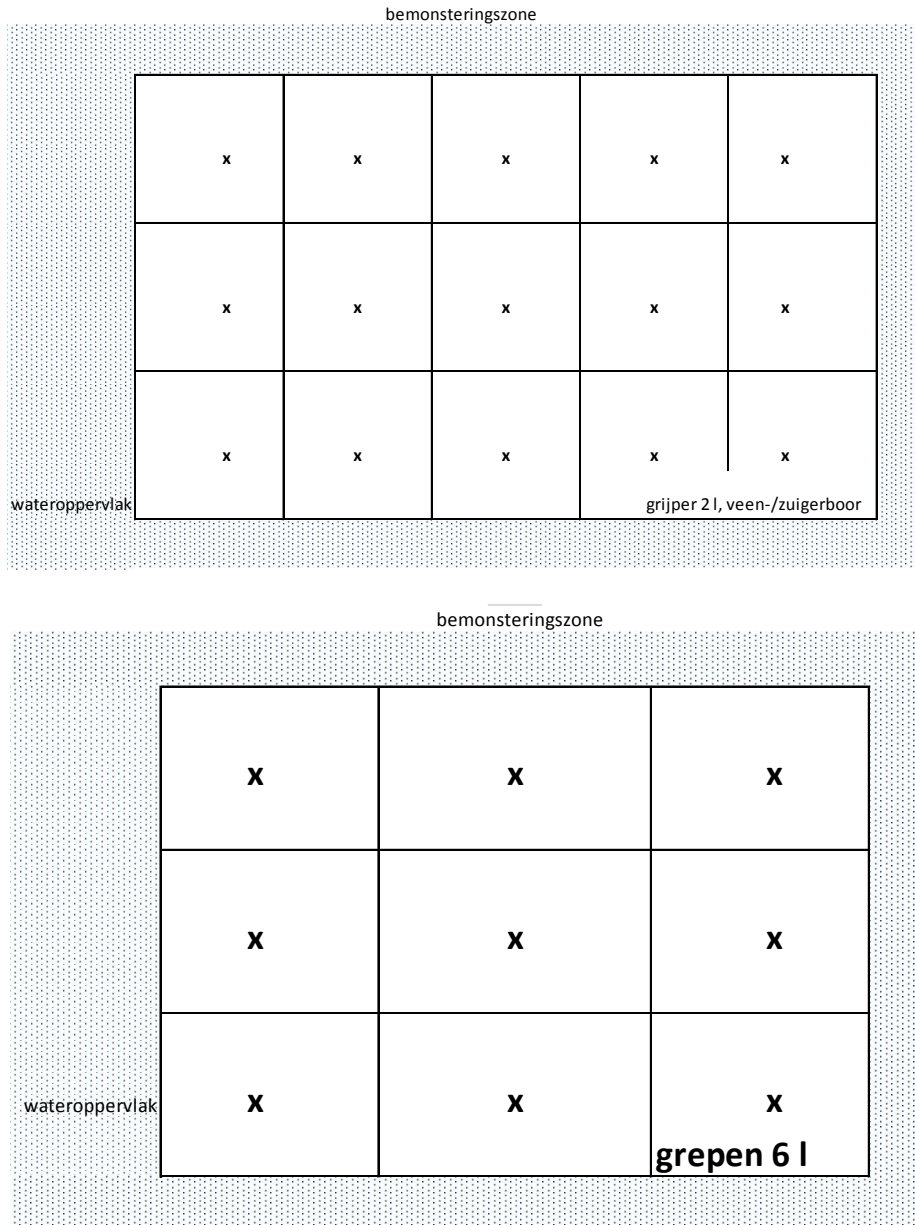 bemonsteringszone
x x x x x
x x x x x
x x x x x
wateroppervlak grijper 2 l, veen-/zuigerboor
bemonsteringszone
x x x
x x x
wateroppervlak x x x
grepen 6 l